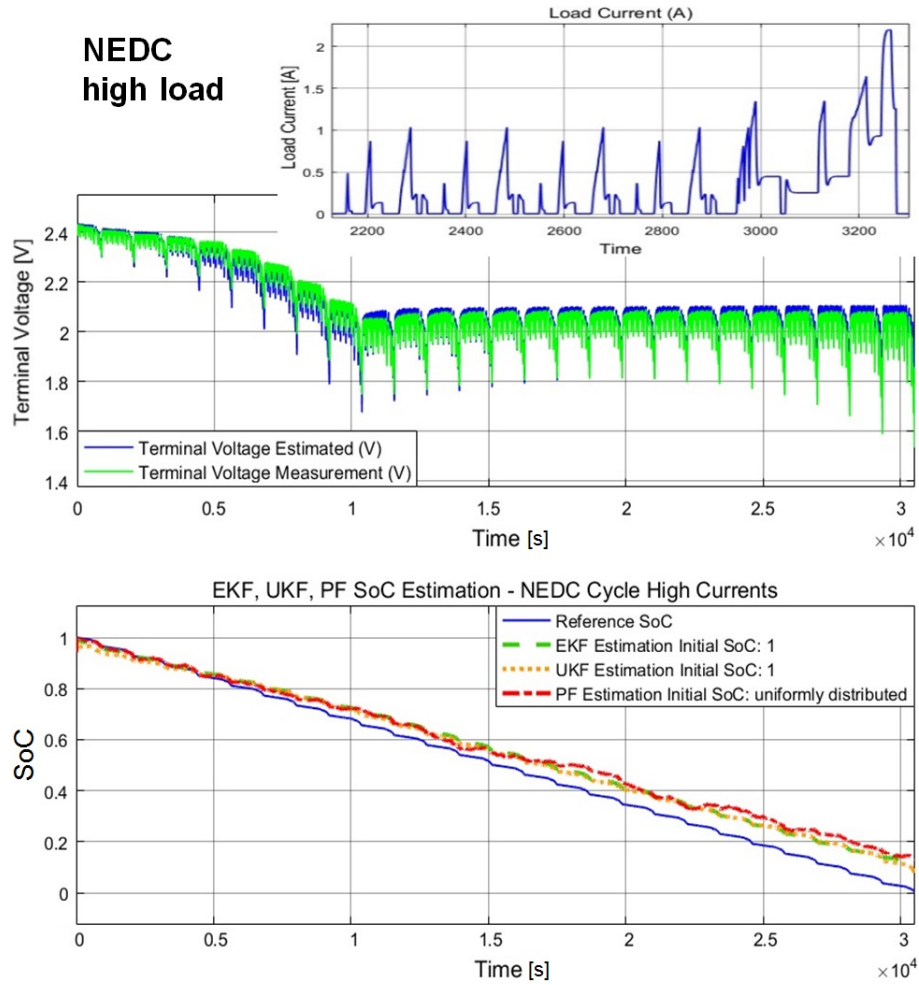 NEDC
high load
Load Current (A)
Load Current [A]
2
1.5
1
0.5
0
2200 2400 2600 2800 3000 3200
Time
Terminal Voltage [V]
2.4
2.2
2
1.8
1.6
1.4
Terminal Voltage Estimated (V)
Terminal Voltage Measurement (V)
0 0.5 1 1.5 2 2.5 3
Time [s]
×10⁴
EKF, UKF, PF SoC Estimation - NEDC Cycle High Currents
SoC
1
0.8
0.6
0.4
0.2
0
Reference SoC
EKF Estimation Initial SoC: 1
UKF Estimation Initial SoC: 1
PF Estimation Initial SoC: uniformly distributed
0 0.5 1 1.5 2 2.5 3
Time [s]
×10⁴